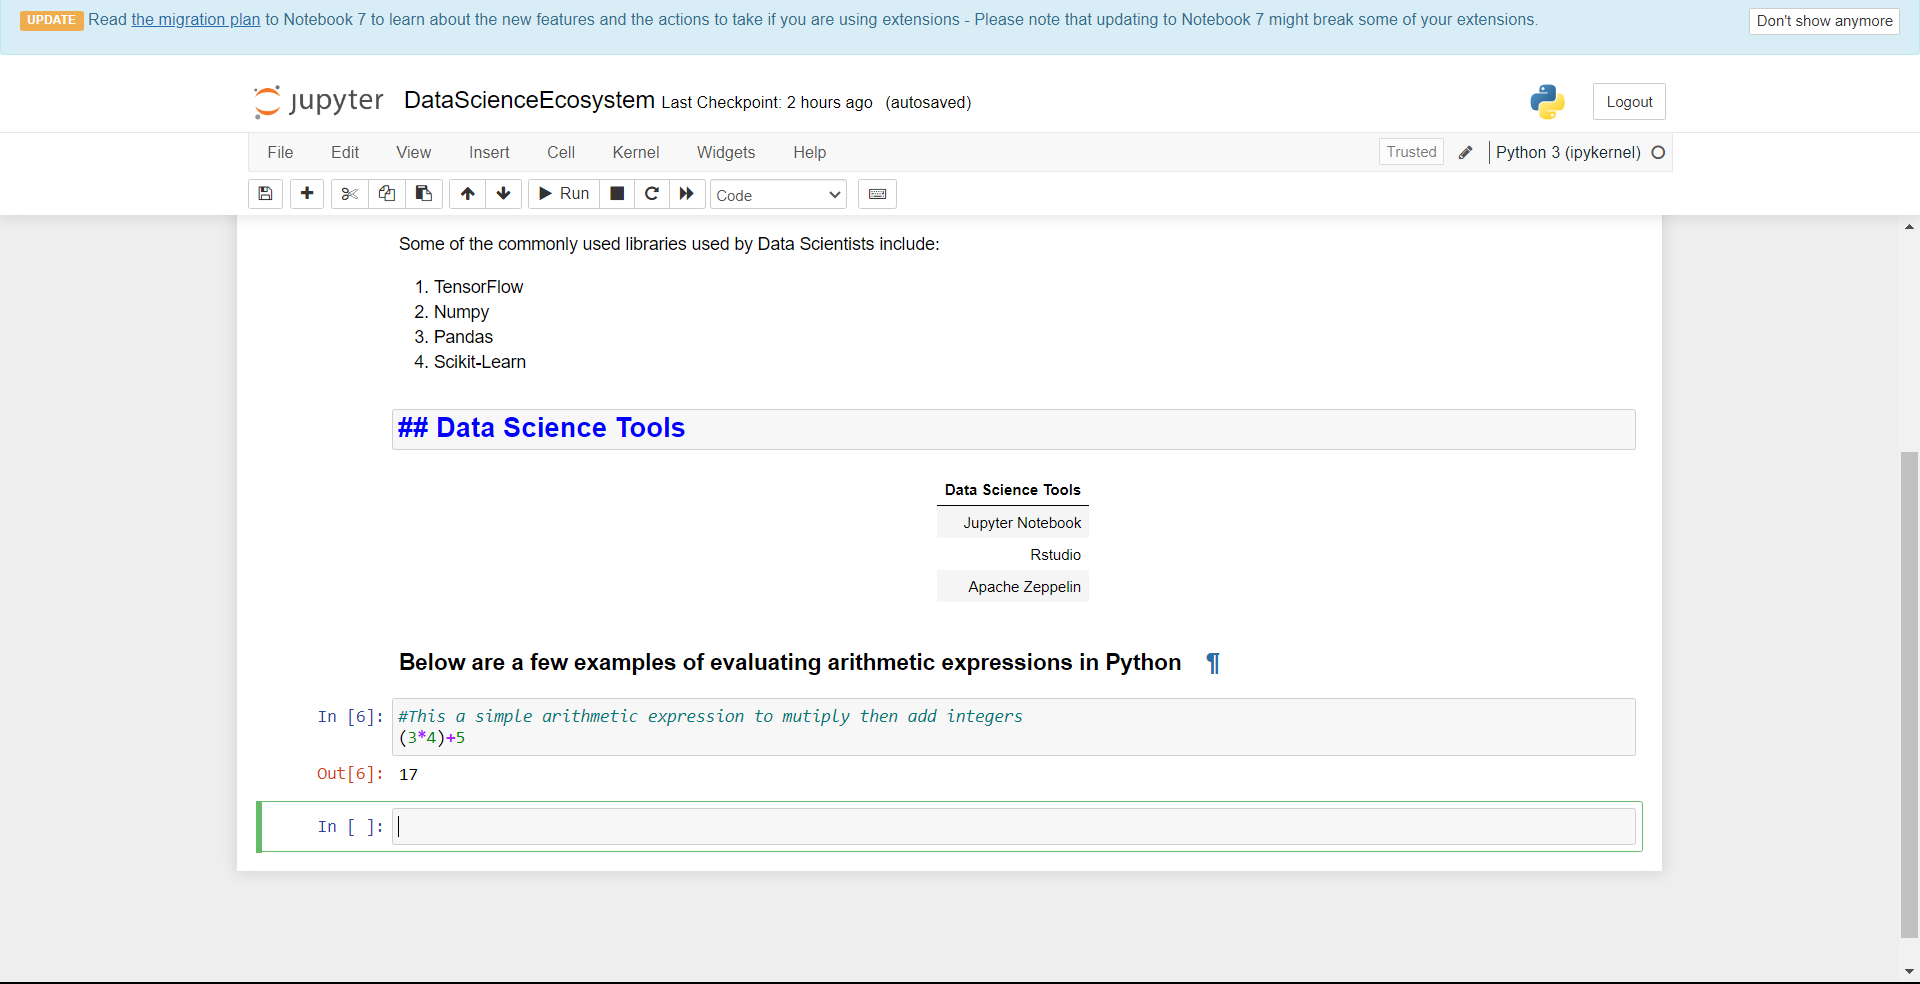 UPDATE Read the migration plan to Notebook 7 to learn about the new features and the actions to take if you are using extensions - Please note that updating to Notebook 7 might break some of your extensions. Don't show anymore
jupyter DataScienceEcosystem Last Checkpoint: 2 hours ago (autosaved) Logout
File Edit View Insert Cell Kernel Widgets Help Trusted Python 3 (ipykernel)
Run Code
Some of the commonly used libraries used by Data Scientists include:
1. TensorFlow
2. Numpy
3. Pandas
4. Scikit-Learn
## Data Science Tools
Data Science Tools
Jupyter Notebook
Rstudio
Apache Zeppelin
Below are a few examples of evaluating arithmetic expressions in Python ¶
In [6]: #This a simple arithmetic expression to mutiply then add integers
(3*4)+5
Out[6]: 17
In [ ]: